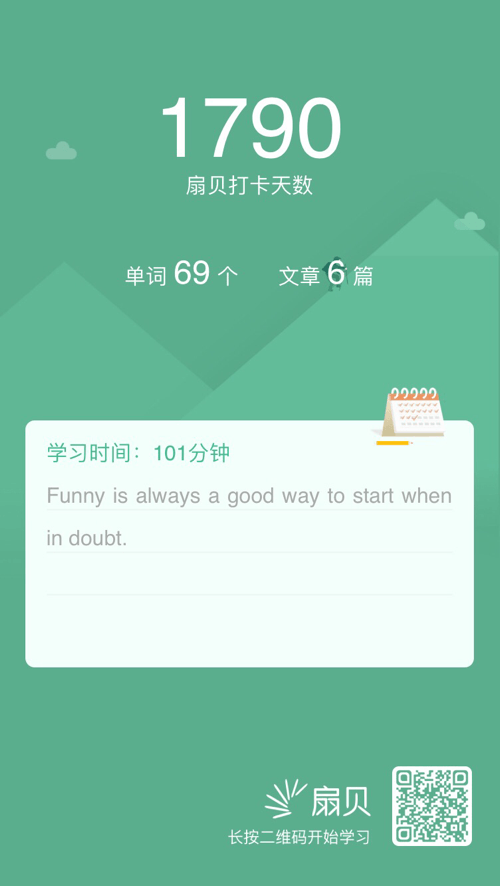 1790
扇贝打卡天数
单词 69 个 文章 6 篇
学习时间：101分钟
Funny is always a good way to start when
in doubt.
扇贝
长按二维码开始学习